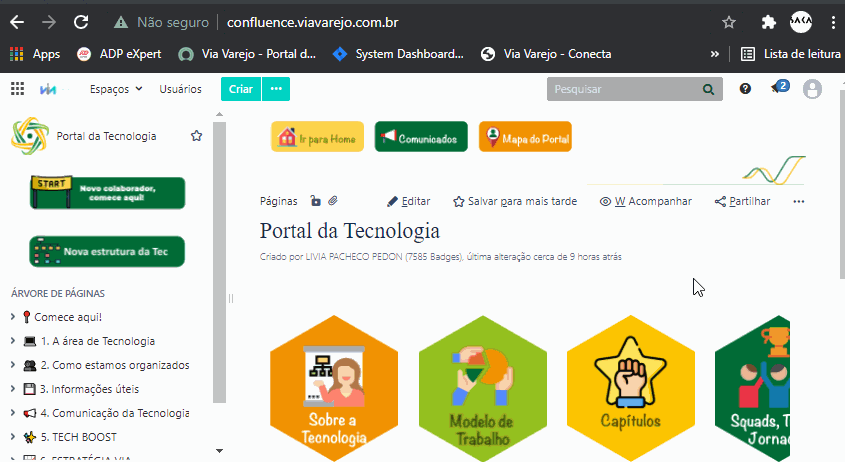 Não seguro
confluence.viavarejo.com.br
SAKA
Apps
ADP eXpert
Via Varejo - Portal d...
System Dashboard...
Via Varejo - Conecta
»
Lista de leitura
via
Espaços
Usuários
Criar
...
Pesquisar
2
Portal da Tecnologia
Ir para Home
Comunicados
Mapa do Portal
START
Novo colaborador,
comece aqui!
Nova estrutura da Tec
Páginas
Editar
Salvar para mais tarde
W Acompanhar
Partilhar
...
Portal da Tecnologia
Criado por LIVIA PACHECO PEDON (7585 Badges), última alteração cerca de 9 horas atrás
ÁRVORE DE PÁGINAS
Comece aqui!
1. A área de Tecnologia
2. Como estamos organizados
3. Informações úteis
4. Comunicação da Tecnologia
5. TECH BOOST
6. ESTRATÉGIA VIA
Sobre a
Tecnologia
Modelo de
Trabalho
Capítulos
Squads, T
Jornad